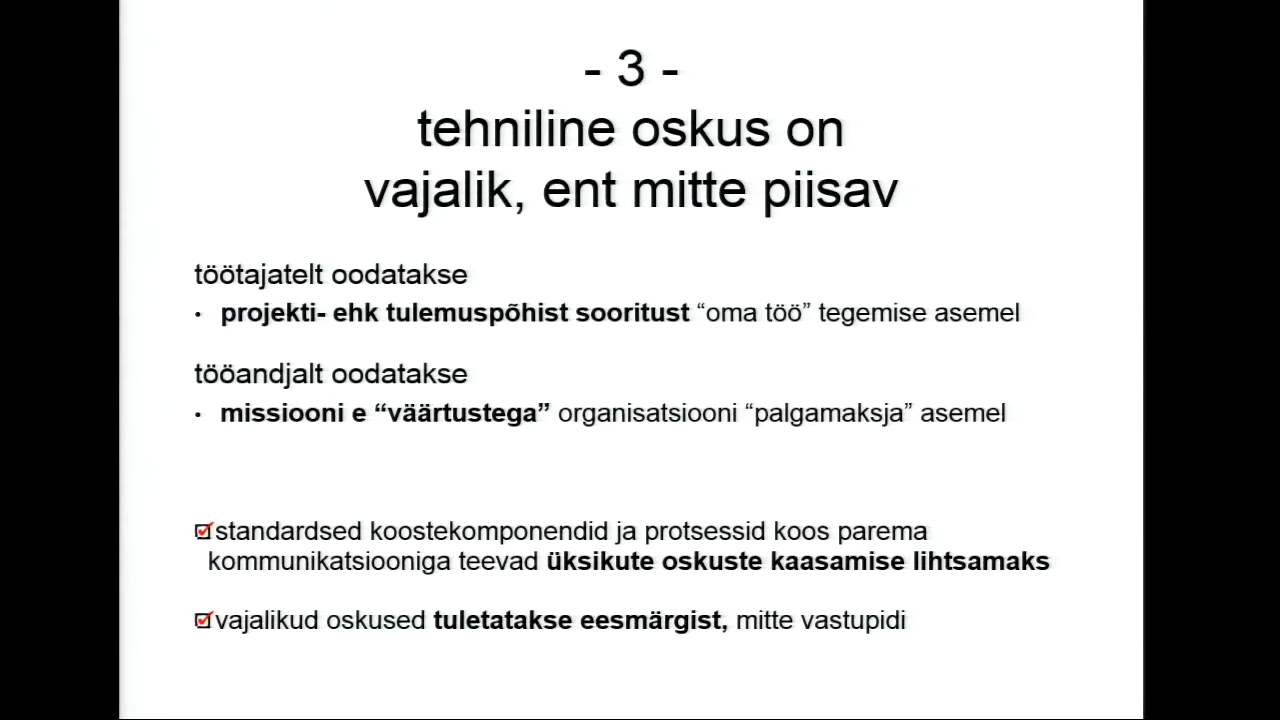 - 3 -
tehniline oskus on
vajalik, ent mitte piisav
töötajatelt oodatakse
• projekti- ehk tulemuspõhist sooritust “oma töö” tegemise asemel
tööandjalt oodatakse
• missiooni e “väärtustega” organisatsiooni “palgamaksja” asemel
☑standardsed koostekomponendid ja protsessid koos parema
kommunikatsiooniga teevad üksikute oskuste kaasamise lihtsamaks
☑vajalikud oskused tuletatakse eesmärgist, mitte vastupidi